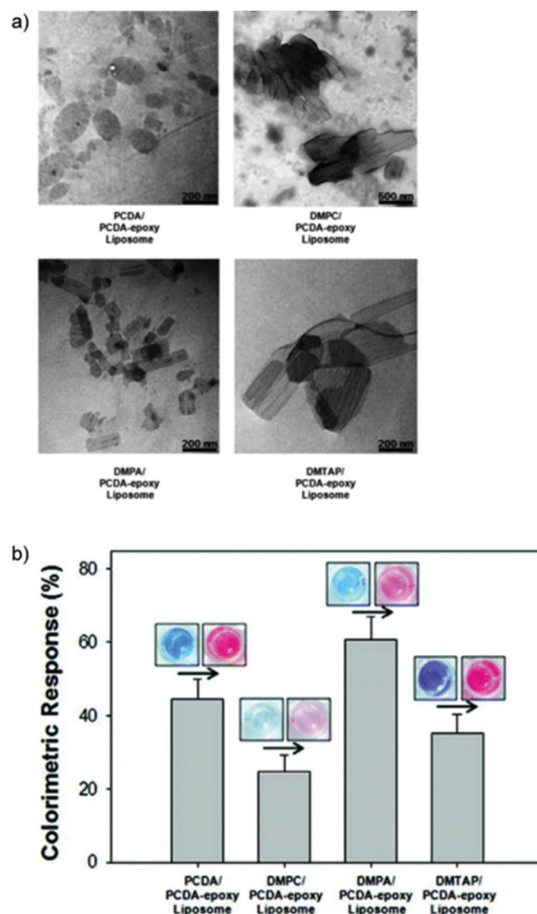 a)
200 nm
500 nm
PCDA/
PCDA-epoxy
Liposome
DMPC/
PCDA-epoxy
Liposome
200 nm
200 nm
DMPA/
PCDA-epoxy
Liposome
DMTAP/
PCDA-epoxy
Liposome
b)
Colorimetric Response (%)
80
60
40
20
0
PCDA/
PCDA-epoxy
Liposome
DMPC/
PCDA-epoxy
Liposome
DMPA/
PCDA-epoxy
Liposome
DMTAP/
PCDA-epoxy
Liposome